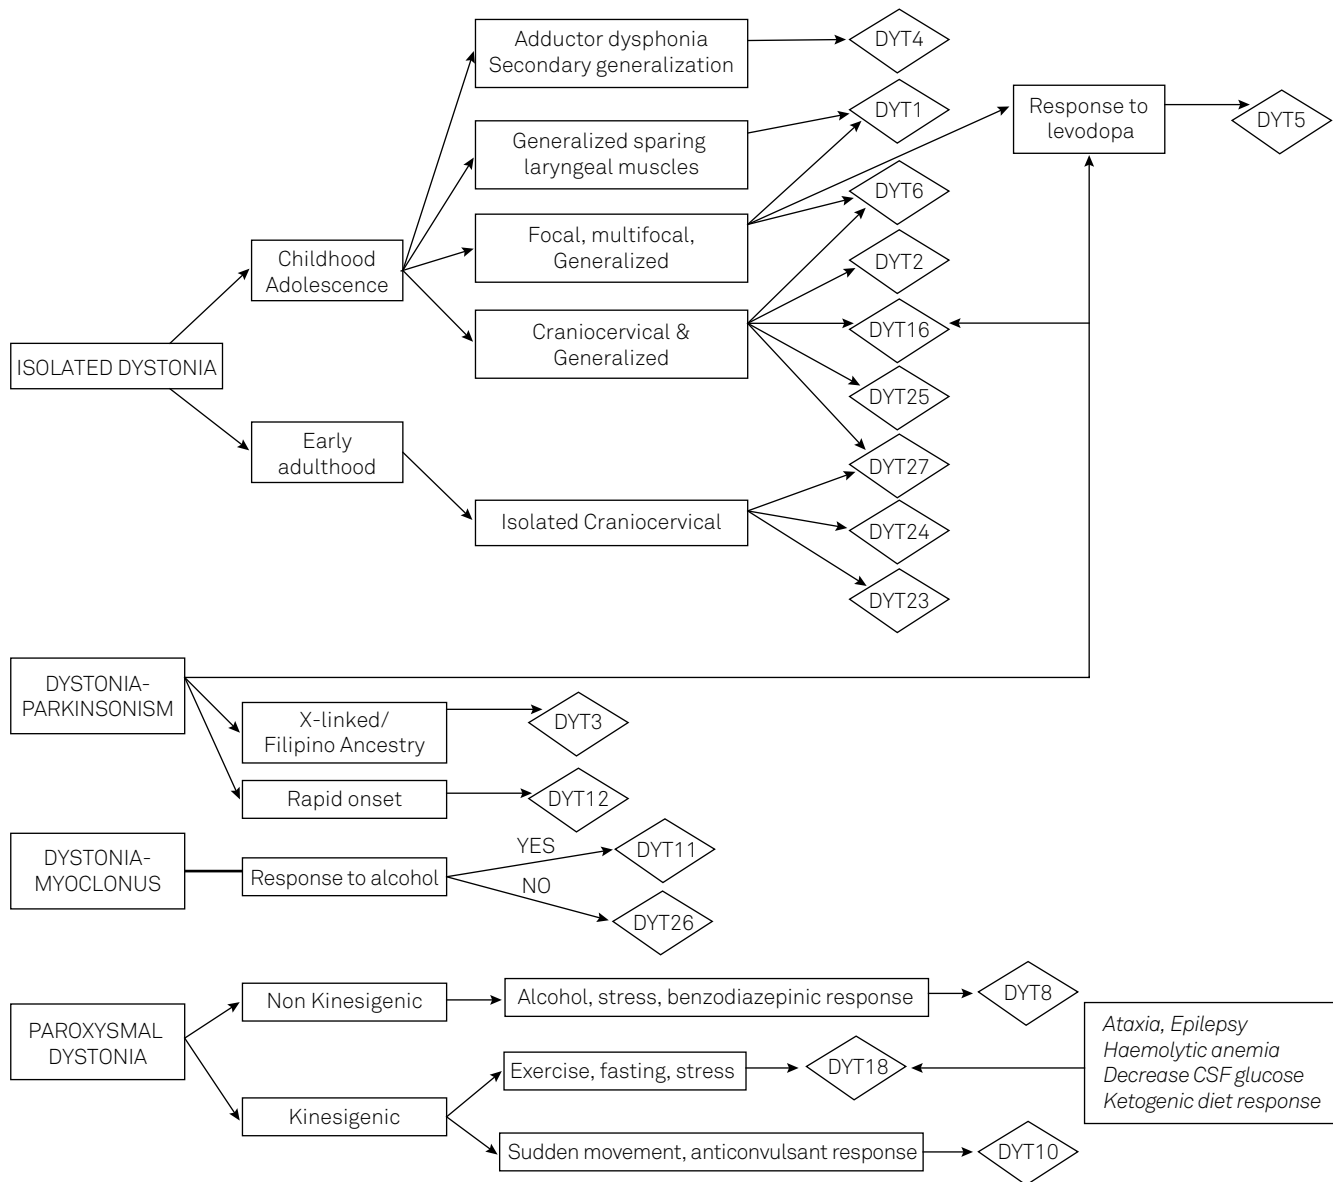 Adductor dysphonia
Secondary generalization
DYT4
Generalized sparing
laryngeal muscles
DYT1
Response to
levodopa
DYT5
Childhood
Adolescence
Focal, multifocal,
Generalized
DYT6
DYT2
Craniocervical &
Generalized
DYT16
ISOLATED DYSTONIA
DYT25
Early
adulthood
DYT27
Isolated Craniocervical
DYT24
DYT23
DYSTONIA-
PARKINSONISM
X-linked/
Filipino Ancestry
DYT3
Rapid onset
DYT12
DYSTONIA-
MYOCLONUS
Response to alcohol
YES
DYT11
NO
DYT26
PAROXYSMAL
DYSTONIA
Non Kinesigenic
Alcohol, stress, benzodiazepinic response
DYT8
Kinesigenic
Exercise, fasting, stress
DYT18
Ataxia, Epilepsy
Haemolytic anemia
Decrease CSF glucose
Ketogenic diet response
Sudden movement, anticonvulsant response
DYT10